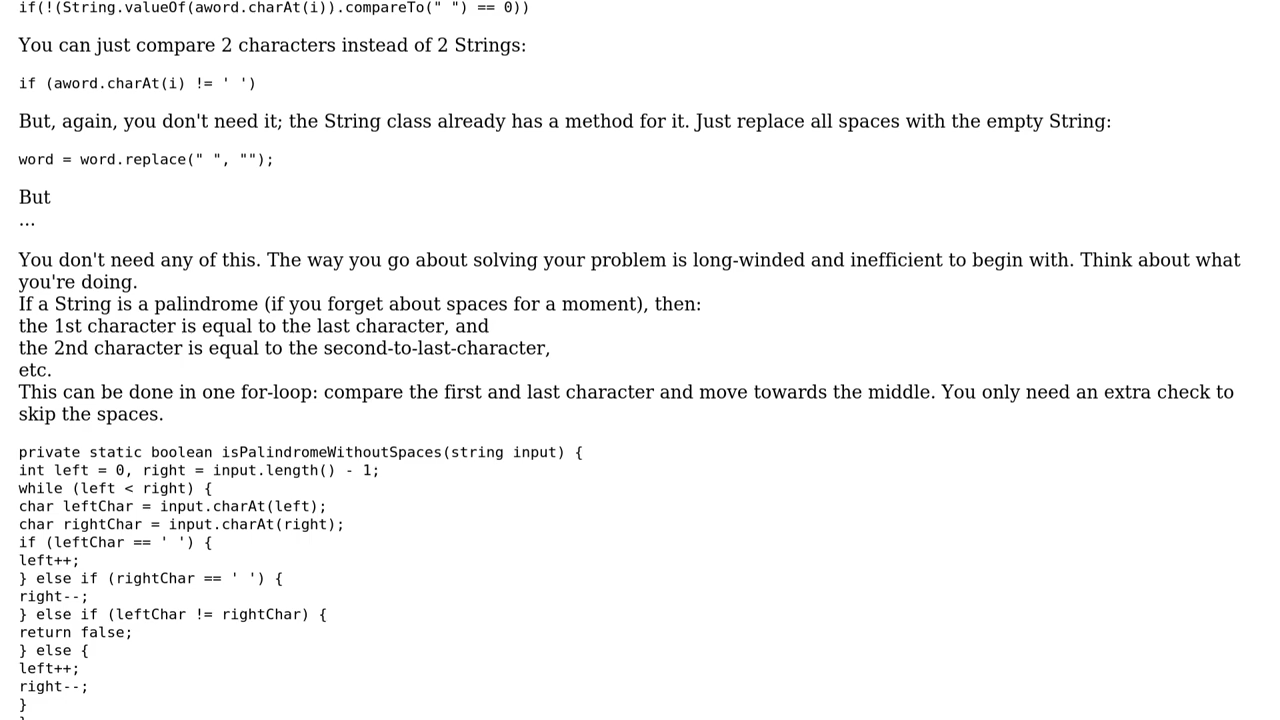 if(!(String.valueOf(aword.charAt(i)).compareTo(" ") == 0))
You can just compare 2 characters instead of 2 Strings:
if (aword.charAt(i) != ' ')
But, again, you don't need it; the String class already has a method for it. Just replace all spaces with the empty String:
word = word.replace(" ", "");
But
...
You don't need any of this. The way you go about solving your problem is long-winded and inefficient to begin with. Think about what
you're doing.
If a String is a palindrome (if you forget about spaces for a moment), then:
the 1st character is equal to the last character, and
the 2nd character is equal to the second-to-last-character,
etc.
This can be done in one for-loop: compare the first and last character and move towards the middle. You only need an extra check to
skip the spaces.
private static boolean isPalindromeWithoutSpaces(string input) {
int left = 0, right = input.length() - 1;
while (left < right) {
char leftChar = input.charAt(left);
char rightChar = input.charAt(right);
if (leftChar == ' ') {
left++;
} else if (rightChar == ' ') {
right--;
} else if (leftChar != rightChar) {
return false;
} else {
left++;
right--;
}
}